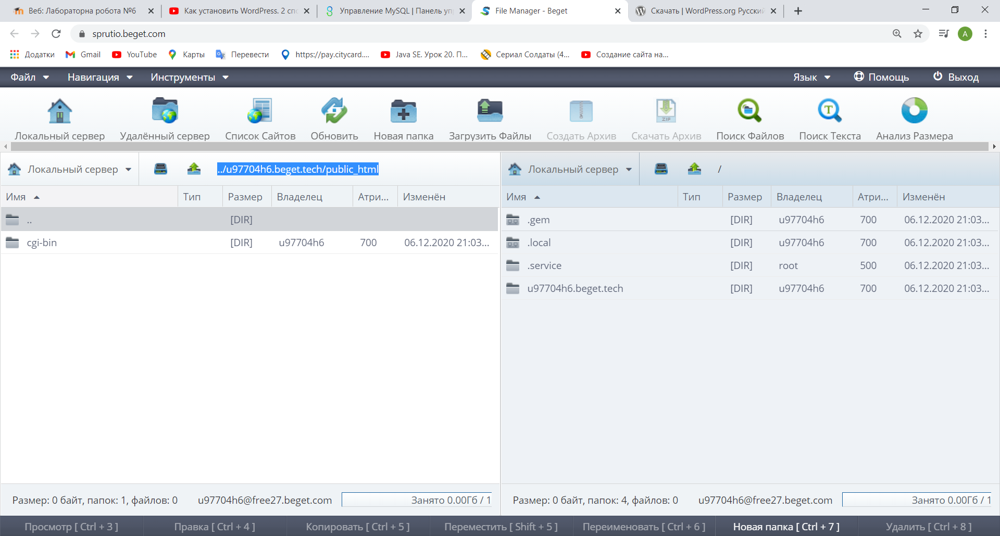 Веб: Лабораторна робота №6
Как установить WordPress. 2 спо
Управление MySQL | Панель уп
File Manager - Beget
Скачать | WordPress.org Русский
sprutio.beget.com
A
Додатки
Gmail
YouTube
Карты
Перевести
https://pay.citycard....
Java SE. Урок 20. П...
Сериал Солдаты (4...
Создание сайта на...
Файл
Навигация
Инструменты
Язык
Помощь
Выход
Локальный сервер
Удалённый сервер
Список Сайтов
Обновить
Новая папка
Загрузить Файлы
Создать Архив
ZIP
Скачать Архив
Поиск Файлов
T
Поиск Текста
Анализ Размера
Локальный сервер
../u97704h6.beget.tech/public_html
Имя Тип Размер Владелец Атри... Изменён
.. [DIR]
cgi-bin [DIR] u97704h6 700 06.12.2020 21:03...
Размер: 0 байт, папок: 1, файлов: 0 u97704h6@free27.beget.com Занято 0.00Гб / 1
Локальный сервер
/
Имя Тип Размер Владелец Атри... Изменён
.gem [DIR] u97704h6 700 06.12.2020 21:03...
.local [DIR] u97704h6 700 06.12.2020 21:03...
.service [DIR] root 500 06.12.2020 21:03...
u97704h6.beget.tech [DIR] u97704h6 700 06.12.2020 21:03...
Размер: 0 байт, папок: 4, файлов: 0 u97704h6@free27.beget.com Занято 0.00Гб / 1
Просмотр [ Ctrl + 3 ]
Правка [ Ctrl + 4 ]
Копировать [ Ctrl + 5 ]
Переместить [ Shift + 5 ]
Переименовать [ Ctrl + 6 ]
Новая папка [ Ctrl + 7 ]
Удалить [ Ctrl + 8 ]